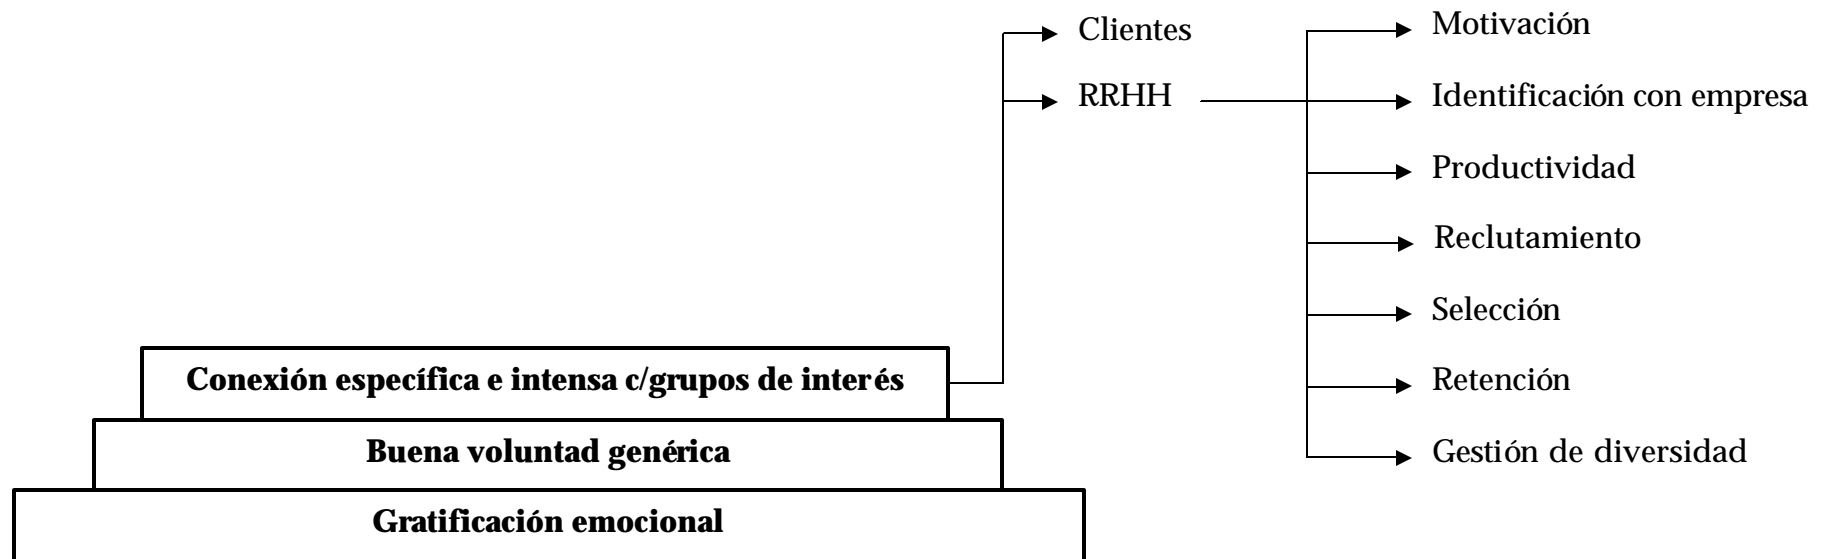 Clientes
RRHH
Motivación
Identificación con empresa
Productividad
Reclutamiento
Selección
Retención
Gestión de diversidad
Conexión específica e intensa c/grupos de interés
Buena voluntad genérica
Gratificación emocional